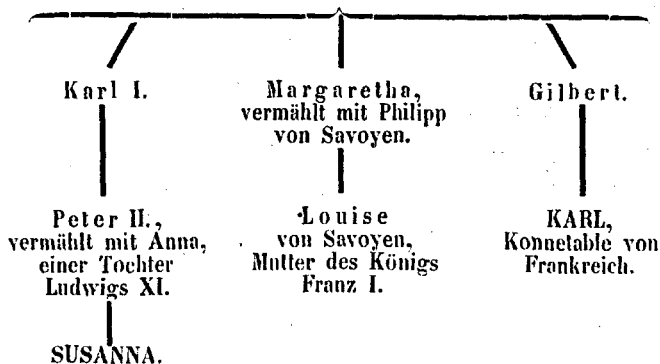 Karl I.
Margaretha,
vermählt mit Philipp
von Savoyen.
Gilbert.
Peter II.,
vermählt mit Anna,
einer Tochter
Ludwigs XI.
Louise
von Savoyen,
Mutter des Königs
Franz I.
KARL,
Konnetable von
Frankreich.
SUSANNA.